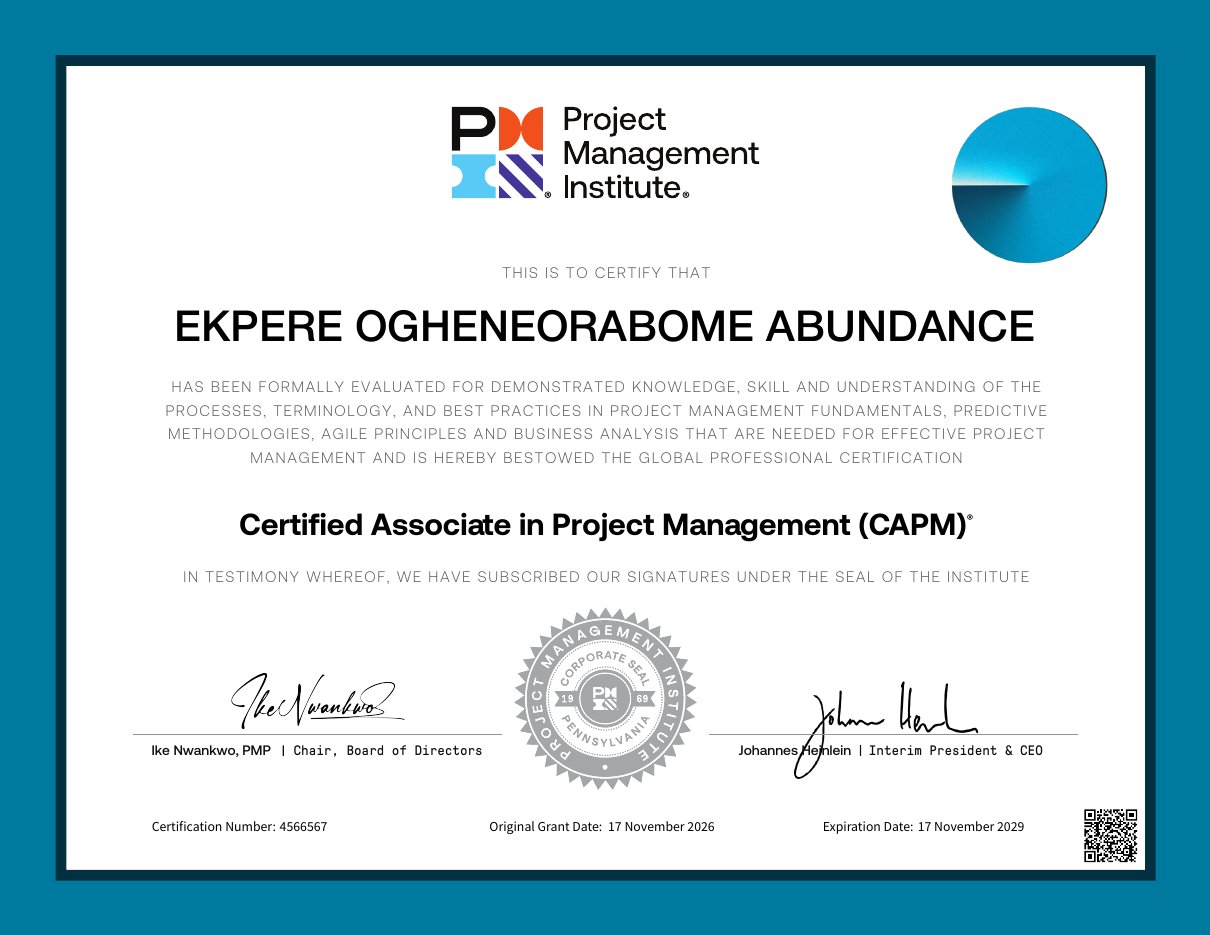 Project
Management
Institute®
THIS IS TO CERTIFY THAT
EKPERE OGHENEORABOME ABUNDANCE
HAS BEEN FORMALLY EVALUATED FOR DEMONSTRATED KNOWLEDGE, SKILL AND UNDERSTANDING OF THE
PROCESSES, TERMINOLOGY, AND BEST PRACTICES IN PROJECT MANAGEMENT FUNDAMENTALS, PREDICTIVE
METHODOLOGIES, AGILE PRINCIPLES AND BUSINESS ANALYSIS THAT ARE NEEDED FOR EFFECTIVE PROJECT
MANAGEMENT AND IS HEREBY BESTOWED THE GLOBAL PROFESSIONAL CERTIFICATION
Certified Associate in Project Management (CAPM)®
IN TESTIMONY WHEREOF, WE HAVE SUBSCRIBED OUR SIGNATURES UNDER THE SEAL OF THE INSTITUTE
PROJECT MANAGEMENT INSTITUTE
CORPORATE SEAL
19 69
PENNSYLVANIA
Ike Nwankwo
Ike Nwankwo, PMP | Chair, Board of Directors
Johannes Heinlein | Interim President & CEO
Certification Number: 4566567
Original Grant Date: 17 November 2026
Expiration Date: 17 November 2029